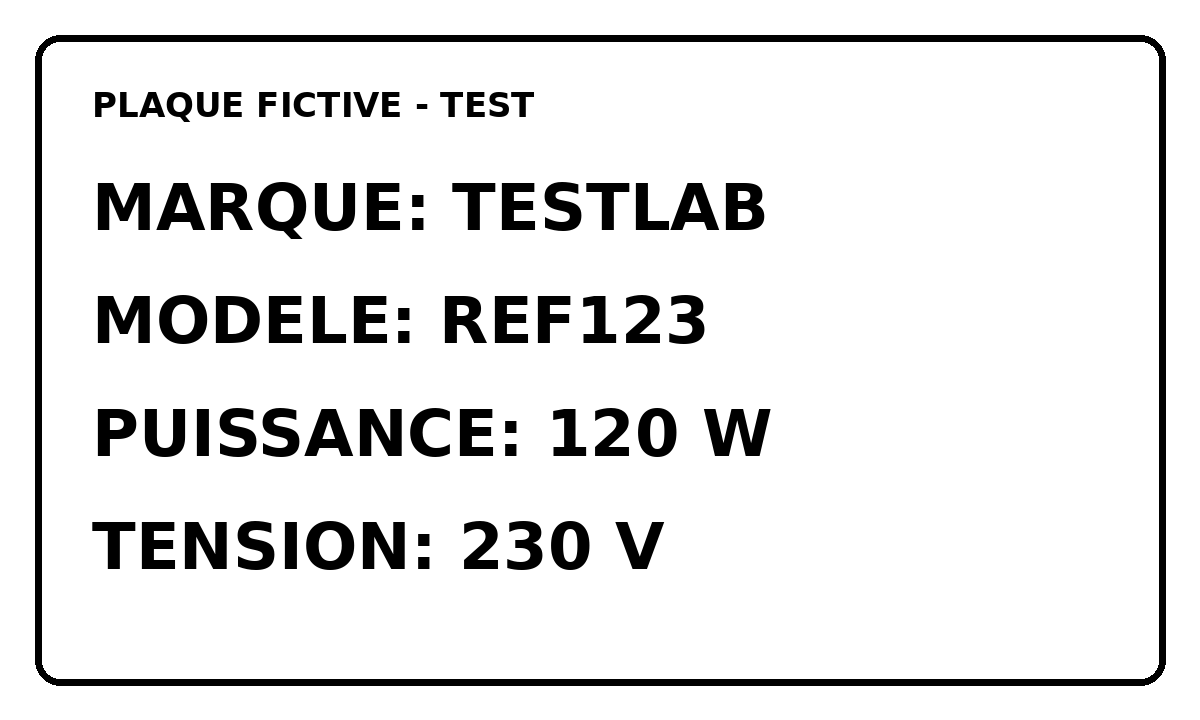 PLAQUE FICTIVE - TEST
MARQUE: TESTLAB
MODELE: REF123
PUISSANCE: 120 W
TENSION: 230 V